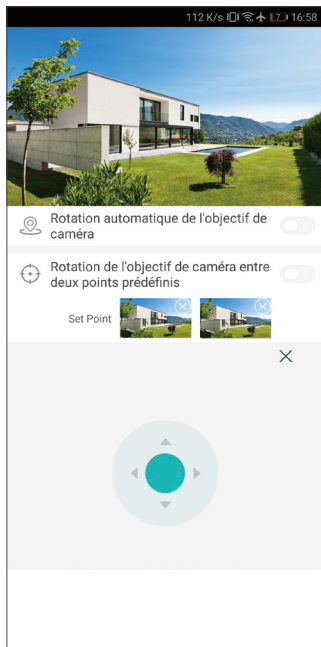 112 K/s 7 16:58
Rotation automatique de l'objectif de
caméra
Rotation de l'objectif de caméra entre
deux points prédéfinis
Set Point